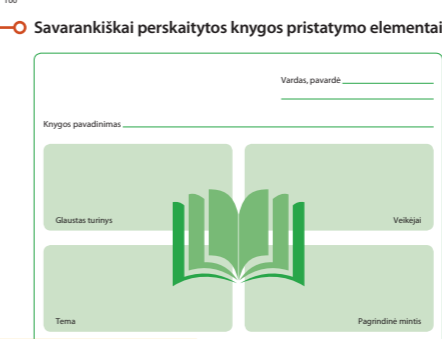 Savarankiškai perskaitytos knygos pristatymo elementai
Vardas, pavardė
Knygos pavadinimas
Glaustas turinys
Veikėjai
Tema
Pagrindinė mintis